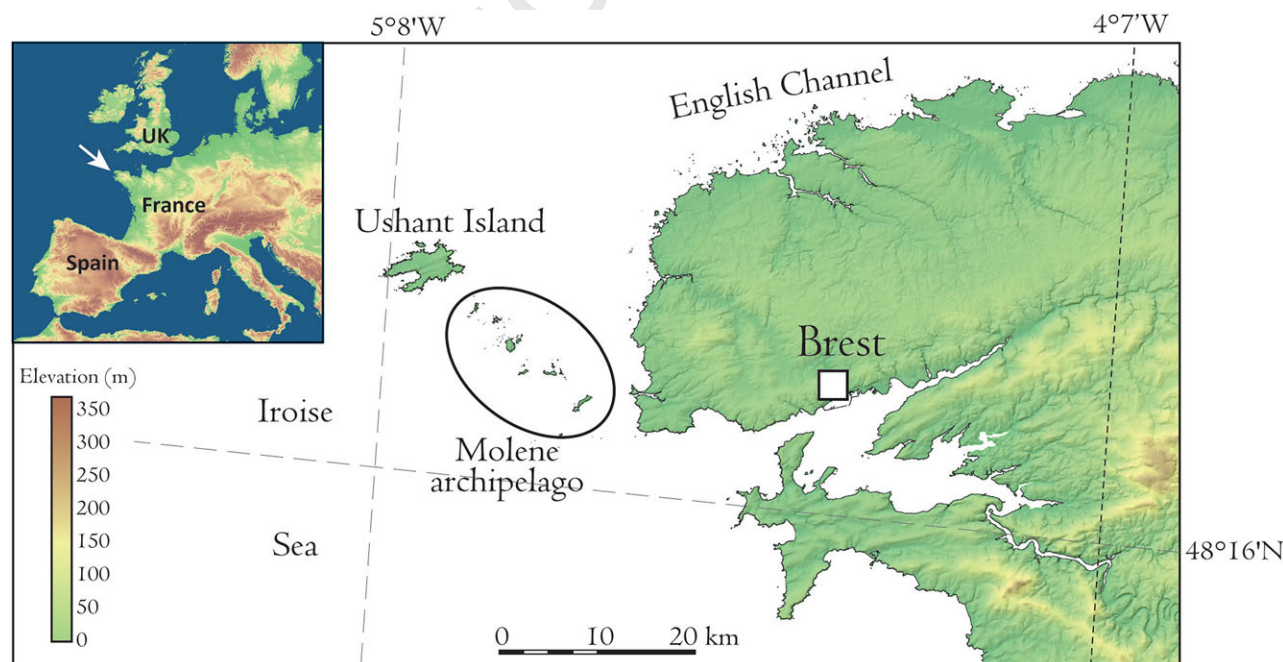 5°8'W
4°7'W
English Channel
UK
France
Spain
Ushant Island
Brest
Elevation (m)
350
300
250
200
150
100
50
0
Iroise
Sea
Molene
archipelago
48°16'N
0 10 20 km